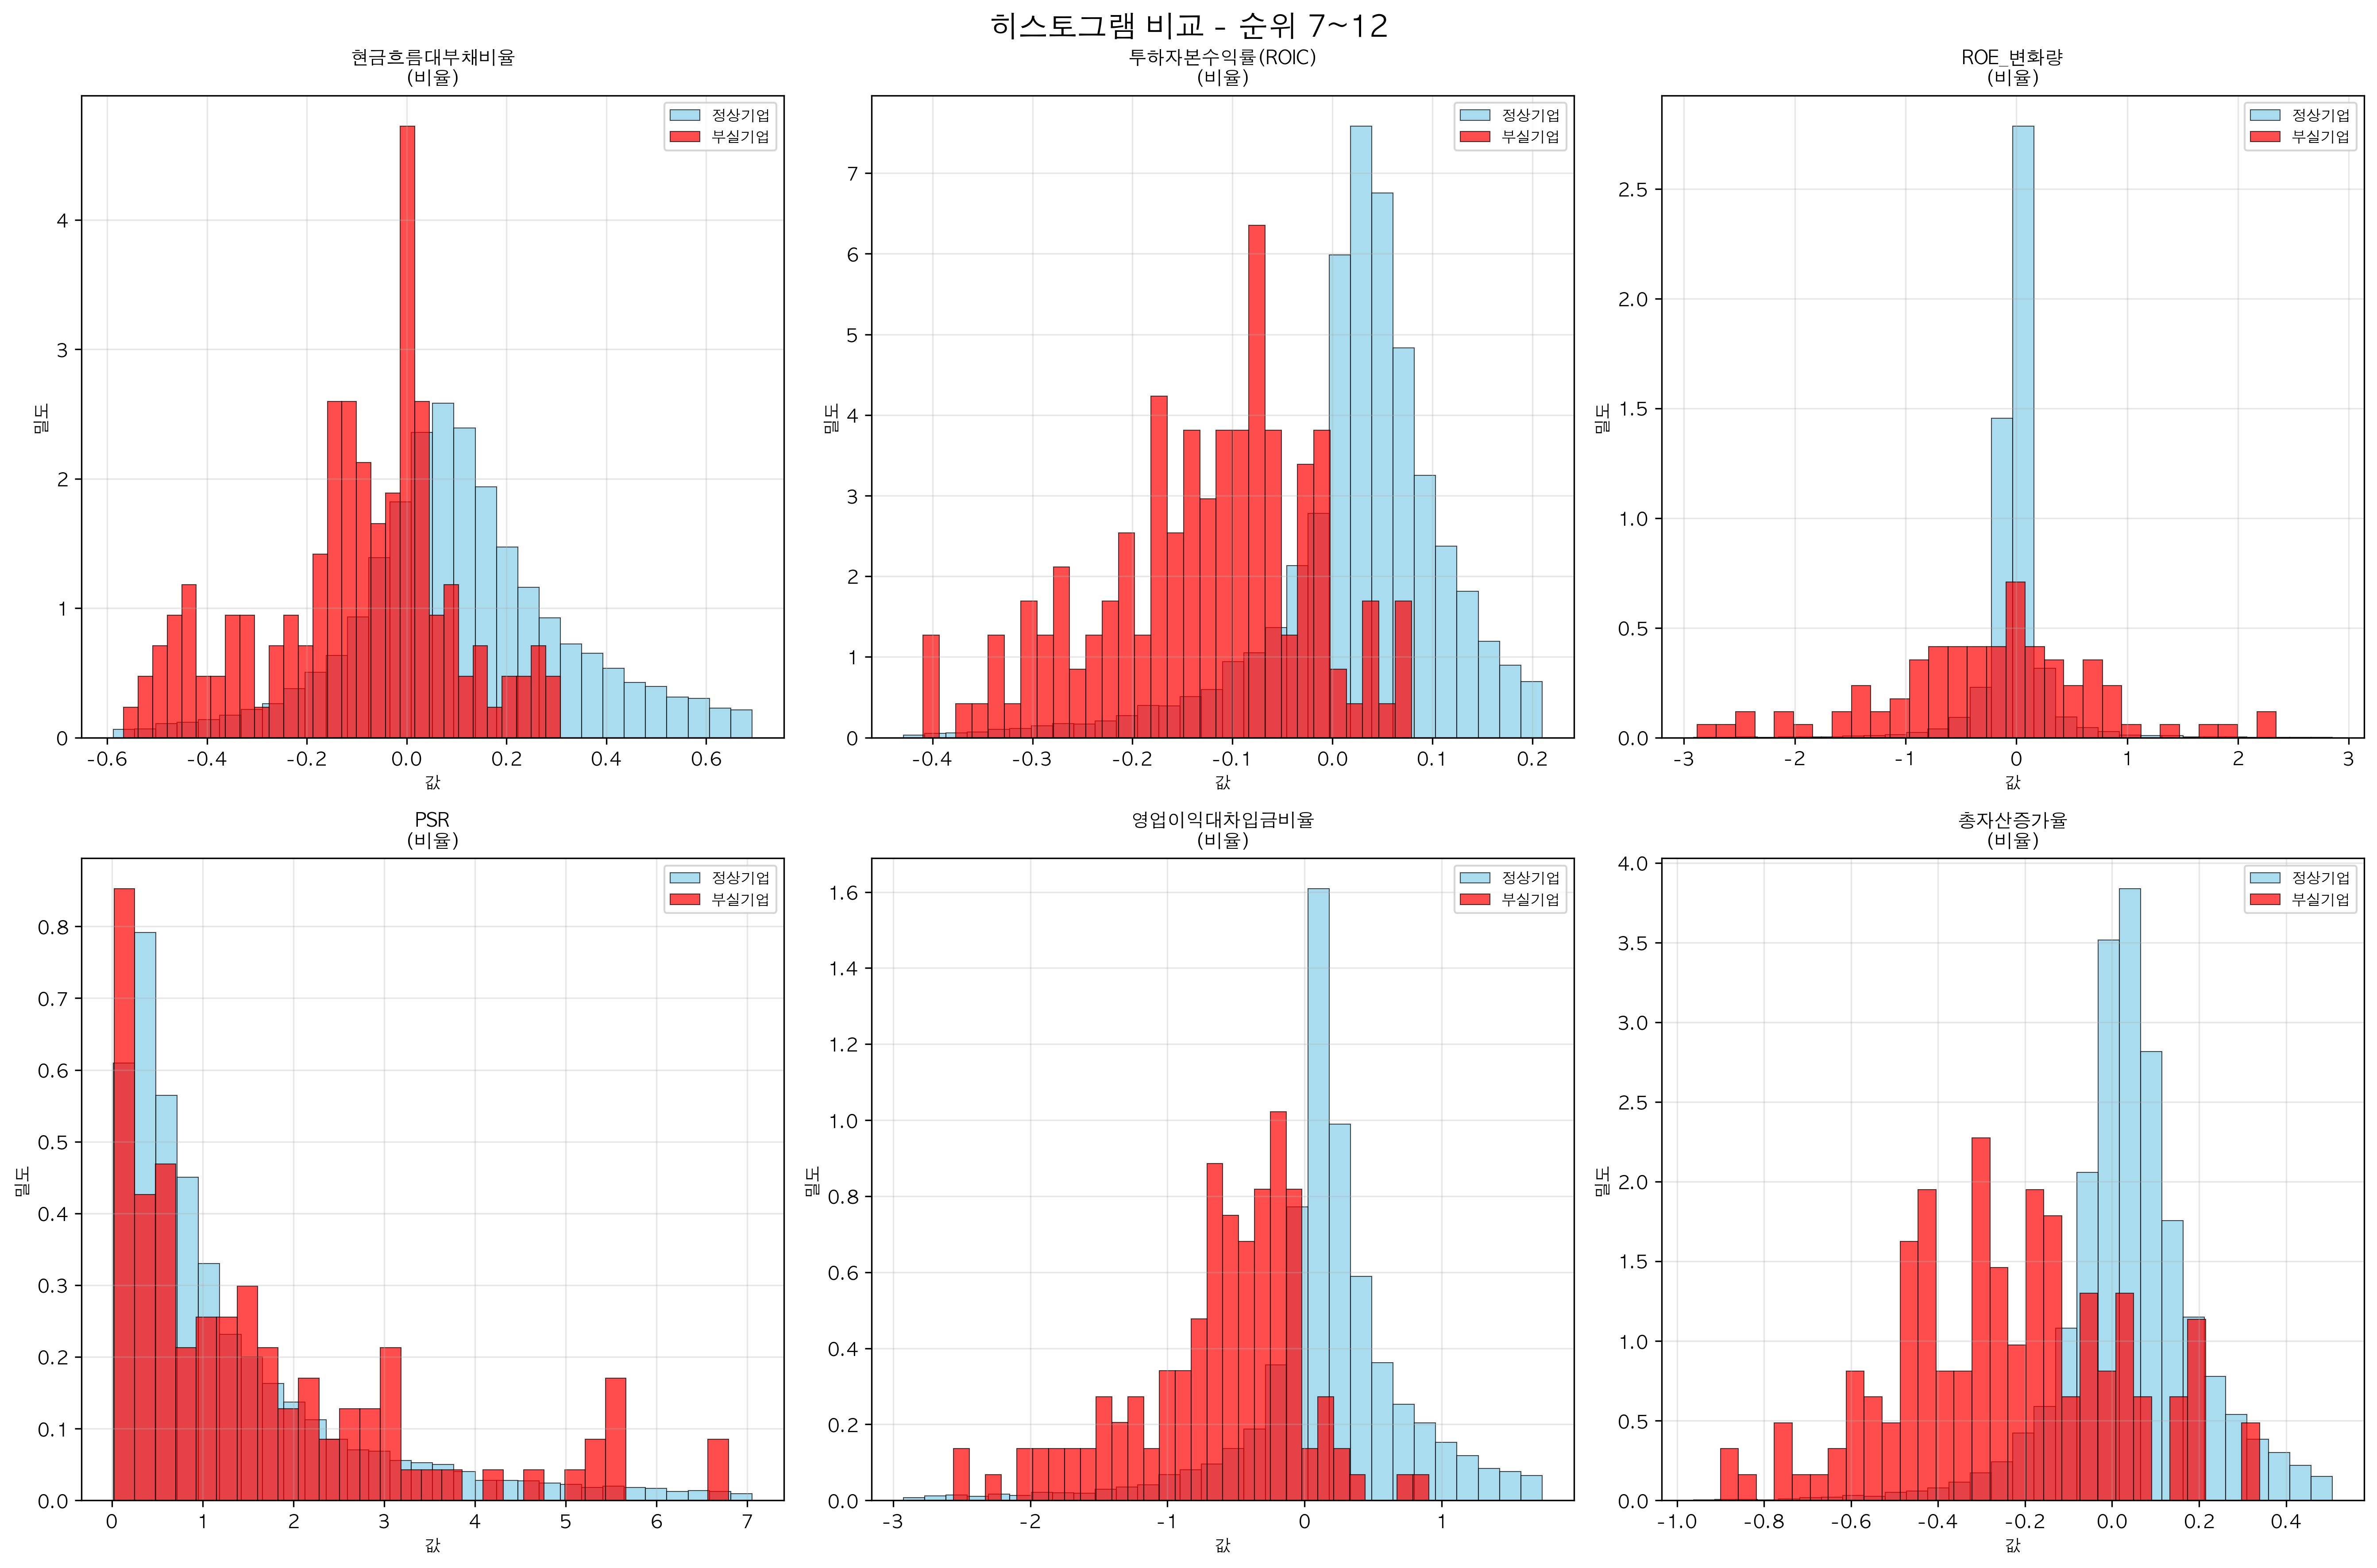 히스토그램 비교 - 순위 7~12
현금흐름대부채비율
(비율)
밀도
4
3
2
1
0
-0.6 -0.4 -0.2 0.0 0.2 0.4 0.6
값
정상기업
부실기업
투하자본수익률(ROIC)
(비율)
밀도
7
6
5
4
3
2
1
0
-0.4 -0.3 -0.2 -0.1 0.0 0.1 0.2
값
정상기업
부실기업
ROE_변화량
(비율)
밀도
2.5
2.0
1.5
1.0
0.5
0.0
-3 -2 -1 0 1 2 3
값
정상기업
부실기업
PSR
(비율)
밀도
0.8
0.7
0.6
0.5
0.4
0.3
0.2
0.1
0.0
0 1 2 3 4 5 6 7
값
정상기업
부실기업
영업이익대차입금비율
(비율)
밀도
1.6
1.4
1.2
1.0
0.8
0.6
0.4
0.2
0.0
-3 -2 -1 0 1
값
정상기업
부실기업
총자산증가율
(비율)
밀도
4.0
3.5
3.0
2.5
2.0
1.5
1.0
0.5
0.0
-1.0 -0.8 -0.6 -0.4 -0.2 0.0 0.2 0.4
값
정상기업
부실기업